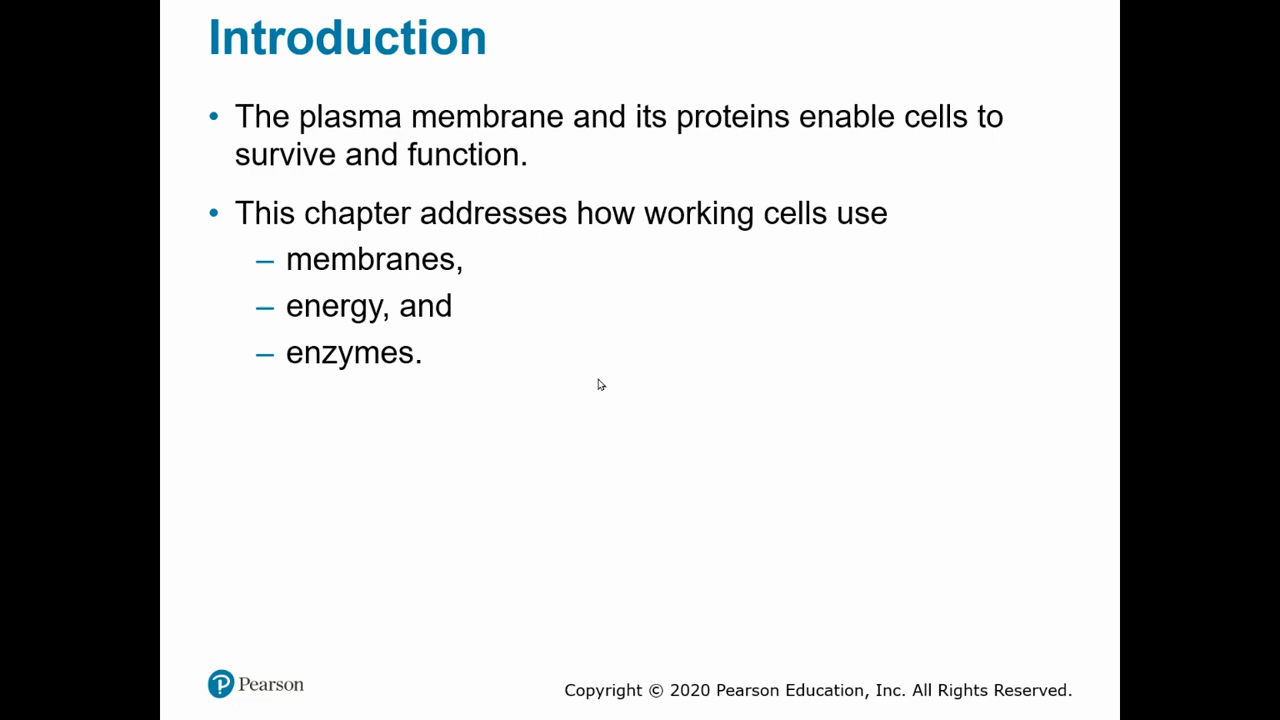 Introduction
• The plasma membrane and its proteins enable cells to
survive and function.
• This chapter addresses how working cells use
– membranes,
– energy, and
– enzymes.
Pearson
Copyright © 2020 Pearson Education, Inc. All Rights Reserved.